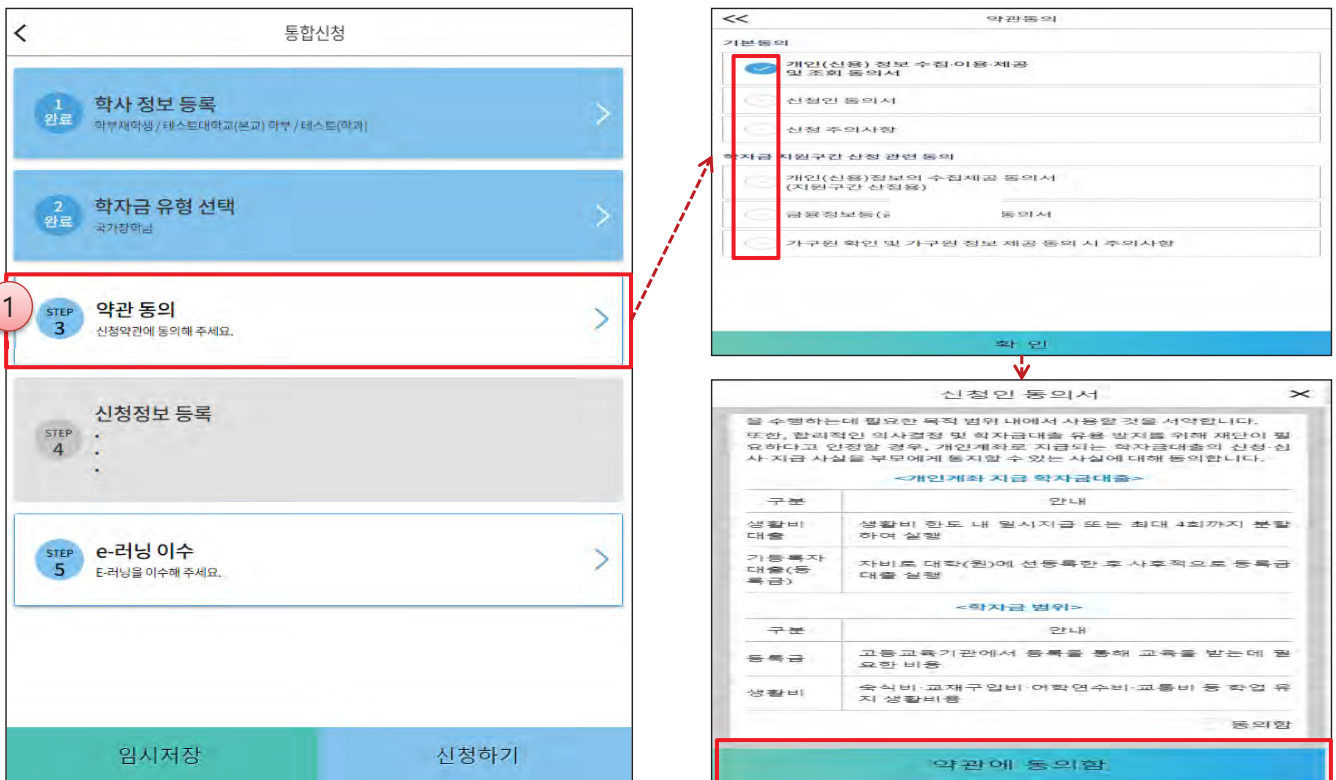 통합신청
1
완료
학사 정보 등록
학부재학생 / 테스트대학교(본교) 학부 / 테스트(학과)
2
완료
학자금 유형 선택
국가장학금
1
STEP
3
약관 동의
신청약관에 동의해 주세요.
STEP
4
신청정보 등록
STEP
5
e-러닝 이수
E-러닝을 이수해 주세요.
임시저장
신청하기
<<
약관동의
기본동의
개인(신용) 정보 수집·이용·제공
및 조회 동의서
신청인 동의서
신청 주의사항
학자금 지원구간 산정 관련 동의
개인(신용)정보의 수집제공 동의서
(지원구간 산정용)
금융정보등( 동의서
가구원 확인 및 가구원 정보 제공 동의 시 주의사항
확 인
신청인 동의서
을 수행하는데 필요한 목적 범위 내에서 사용할 것을 서약합니다.
또한, 합리적인 의사결정 및 학자금대출 유용 방지를 위해 재단이 필
요하다고 인정할 경우, 개인계좌로 지급되는 학자금대출의 신청·심
사·지급 사실을 부모에게 통지할 수 있는 사실에 대해 동의합니다.
<개인계좌 지급 학자금대출>
구분
안내
생활비
대출
생활비 한도 내 일시지급 또는 최대 4회까지 분할
하여 실행
기등록자
대출(등
록금)
자비로 대학(원)에 선등록한 후 사후적으로 등록금
대출 실행
<학자금 범위>
구분
안내
등록금
고등교육기관에서 등록을 통해 교육을 받는데 필
요한 비용
생활비
숙식비·교재구입비·어학연수비·교통비 등 학업 유
지 생활비용
동의함
약관에 동의함